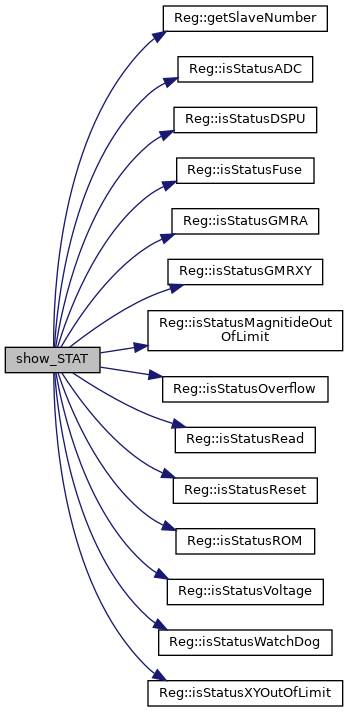 Reg::getSlaveNumber
Reg::isStatusADC
Reg::isStatusDSPU
Reg::isStatusFuse
Reg::isStatusGMRA
Reg::isStatusGMRXY
Reg::isStatusMagnitideOut
OfLimit
show_STAT
Reg::isStatusOverflow
Reg::isStatusRead
Reg::isStatusReset
Reg::isStatusROM
Reg::isStatusVoltage
Reg::isStatusWatchDog
Reg::isStatusXYOutOfLimit